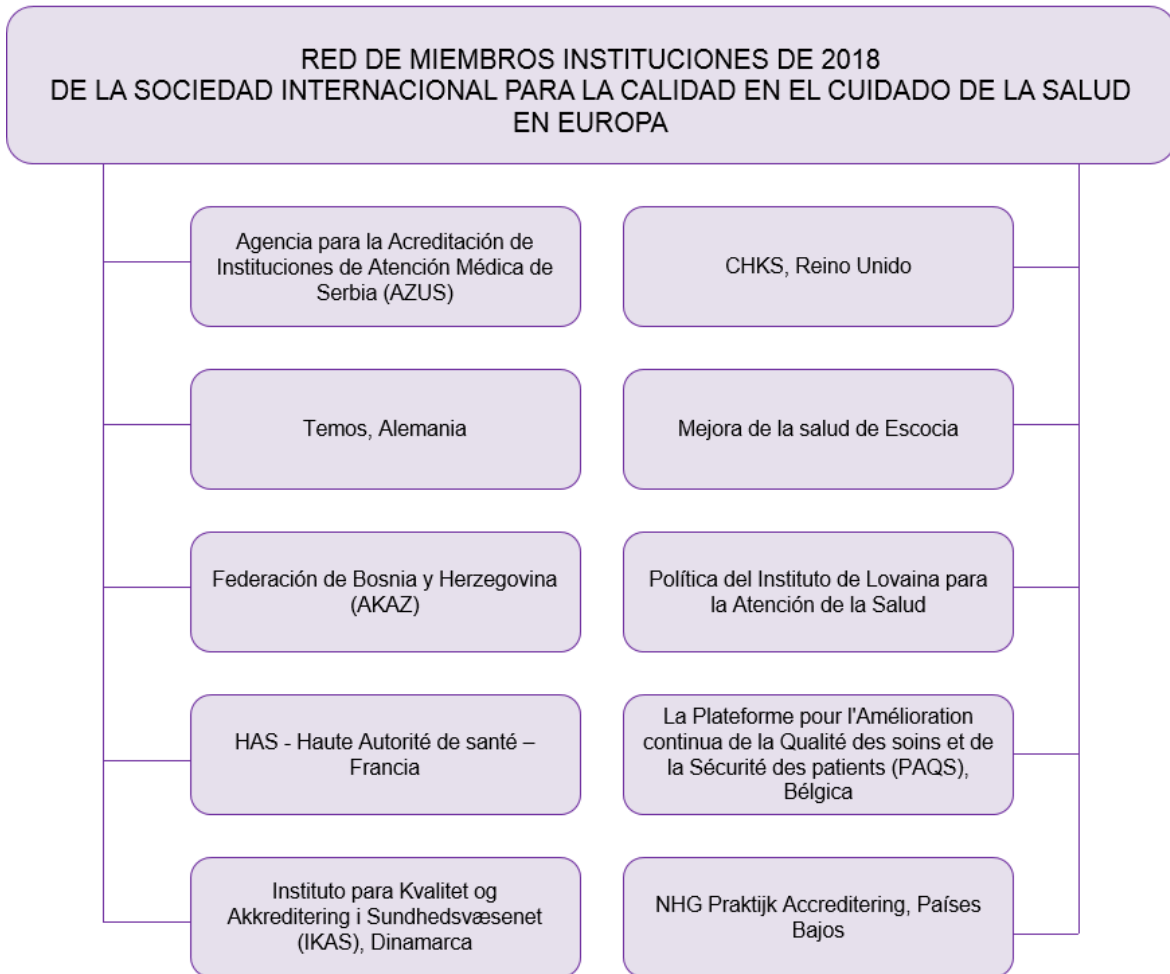 RED DE MIEMBROS INSTITUCIONES DE 2018
DE LA SOCIEDAD INTERNACIONAL PARA LA CALIDAD EN EL CUIDADO DE LA SALUD
EN EUROPA
Agencia para la Acreditación de
Instituciones de Atención Médica de
Serbia (AZUS)
CHKS, Reino Unido
Temos, Alemania
Mejora de la salud de Escocia
Federación de Bosnia y Herzegovina
(AKAZ)
Política del Instituto de Lovaina para
la Atención de la Salud
HAS - Haute Autorité de santé –
Francia
La Plateforme pour l'Amélioration
continua de la Qualité des soins et de
la Sécurité des patients (PAQS),
Bélgica
Instituto para Kvalitet og
Akkreditering i Sundhedsvæsenet
(IKAS), Dinamarca
NHG Praktijk Accreditering, Países
Bajos